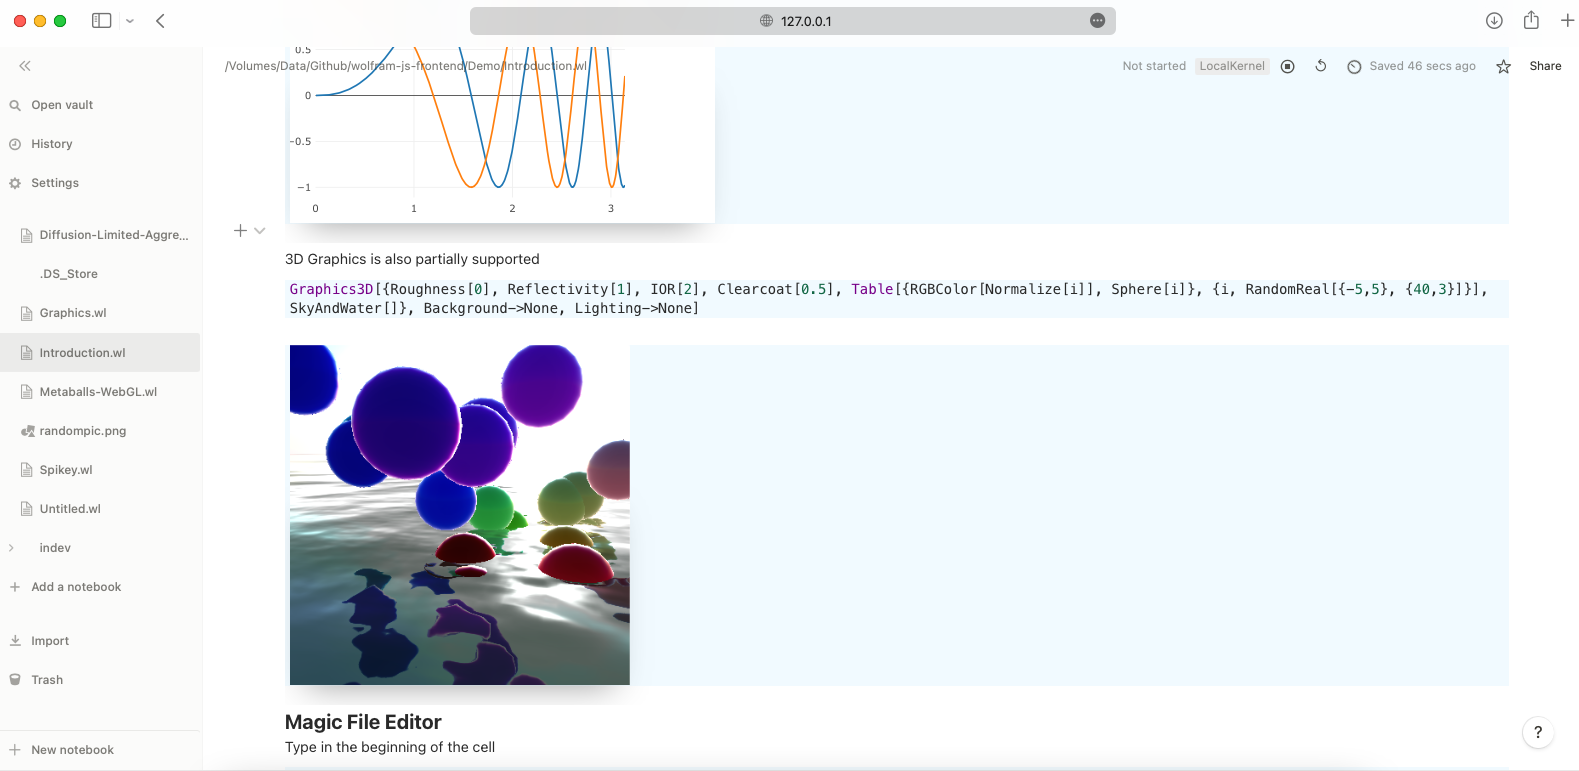 127.0.0.1
/Volumes/Data/Github/wolfram-js-frontend/Demo/Introduction.wl
Not started
LocalKernel
Saved 46 secs ago
Share
Open vault
History
Settings
Diffusion-Limited-Aggre...
.DS_Store
Graphics.wl
Introduction.wl
Metaballs-WebGL.wl
randompic.png
Spikey.wl
Untitled.wl
indev
Add a notebook
Import
Trash
New notebook
0.5
0
−0.5
−1
0 1 2 3
3D Graphics is also partially supported
Graphics3D[{Roughness[0], Reflectivity[1], IOR[2], Clearcoat[0.5], Table[{RGBColor[Normalize[i]], Sphere[i]}, {i, RandomReal[{-5,5}, {40,3}]}],
SkyAndWater[]}, Background->None, Lighting->None]
Magic File Editor
Type in the beginning of the cell
?